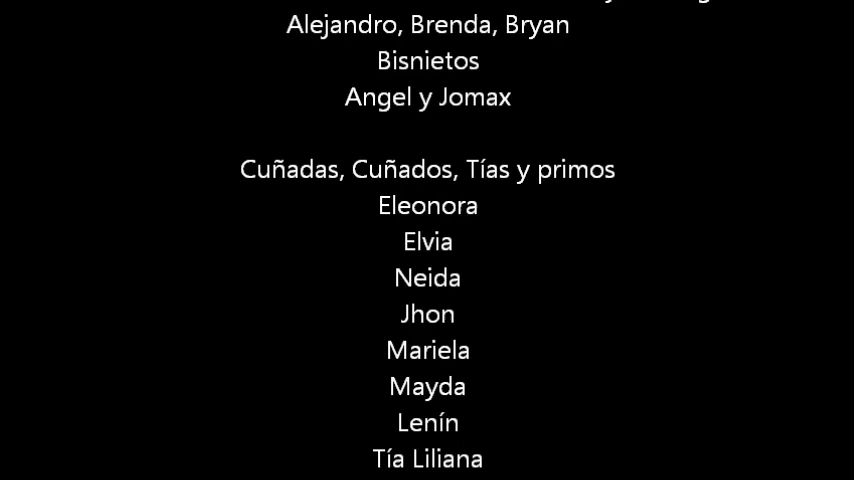 Alejandro, Brenda, Bryan
Bisnietos
Angel y Jomax
Cuñadas, Cuñados, Tías y primos
Eleonora
Elvia
Neida
Jhon
Mariela
Mayda
Lenín
Tía Liliana